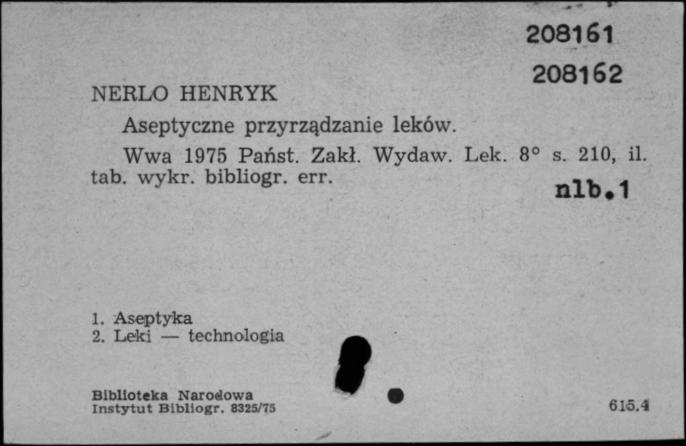 208161
208162
NERLO HENRYK
Aseptyczne przyrządzanie leków.
Wwa 1975 Państ. Zakł. Wydaw. Lek. 8° s. 210, il.
tab. wykr. bibliogr. err.
nlb.1
1. Aseptyka
2. Leki — technologia
Biblioteka Narodowa
Instytut Bibliogr. 8325/75
615.4